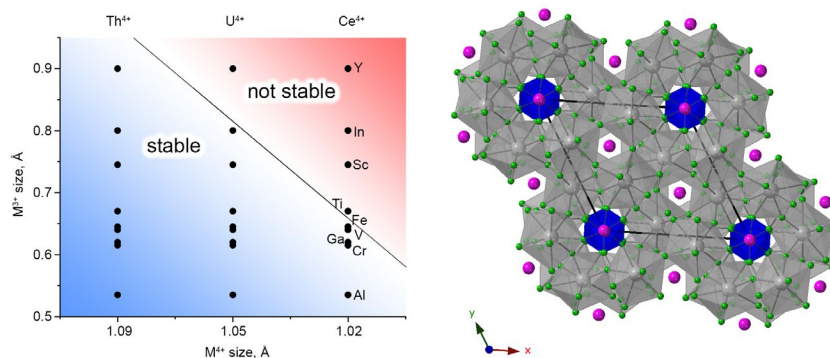 Th⁴⁺ U⁴⁺ Ce⁴⁺
0.9
Y
not stable
0.8
In
stable
Sc
M³⁺ size, Å
0.7
Ti
Fe
V
Ga
Cr
0.6
Al
0.5
1.09 1.05 1.02
M⁴⁺ size, Å
y
x